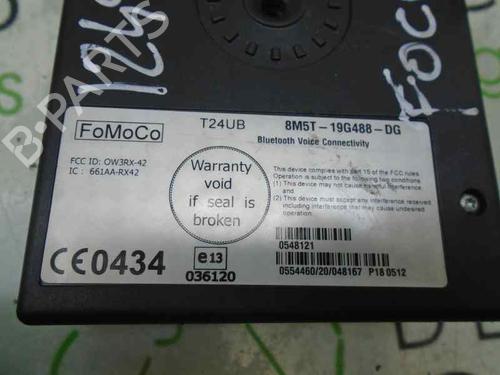 FOC
FoMoCo
T24UB
8M5T-19G488-DG
Bluetooth Voice Connectivity
FCC ID: OW3RX-42
IC : 661AA-RX42
Warranty
void
if seal is
broken
This device complies with part 15 of the FCC rules
Operation is subject to the following two conditions
(1) This device may not cause harmful interference
and
(2) This device must accept any interference
received including interference that
may cause undesired operation
CE0434
e13
036120
0548121
0554460/20/048167 P18 0512
B-PARTS